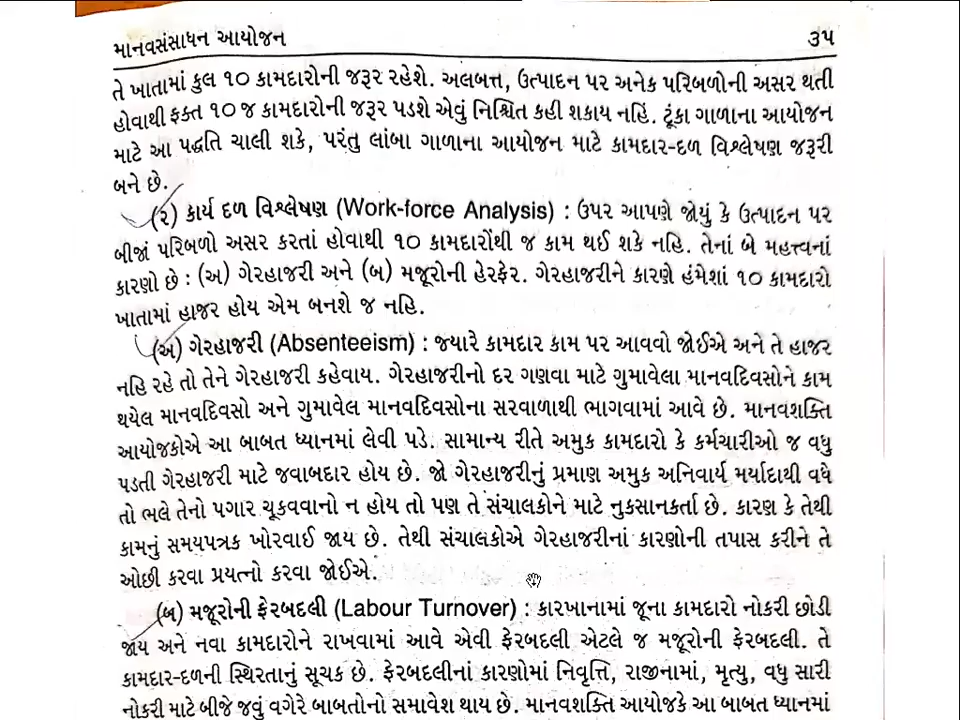 માનવસંસાધન આયોજન
૩૫
તે ખાતામાં કુલ ૧૦ કામદારોની જરૂર રહેશે. અલબત્ત, ઉત્પાદન પર અનેક પરિબળોની અસર થતી
હોવાથી ફક્ત ૧૦ જ કામદારોની જરૂર પડશે એવું નિશ્ચિત કહી શકાય નહિ. ટૂંકા ગાળાના આયોજન
માટે આ પદ્ધતિ ચાલી શકે, પરંતુ લાંબા ગાળાના આયોજન માટે કામદાર-દળ વિશ્લેષણ જરૂરી
બને છે.
(૨) કાર્ય દળ વિશ્લેષણ (Work-force Analysis) : ઉપર આપણે જોયું કે ઉત્પાદન પર
બીજાં પરિબળો અસર કરતાં હોવાથી ૧૦ કામદારોંથી જ કામ થઈ શકે નહિ. તેનાં બે મહત્ત્વનાં
કારણો છે : (અ) ગેરહાજરી અને (બ) મજૂરોની હેરફેર. ગેરહાજરીને કારણે હંમેશાં ૧૦ કામદારો
ખાતામાં હાજર હોય એમ બનશે જ નહિ.
(અ) ગેરહાજરી (Absenteeism) : જ્યારે કામદાર કામ પર આવવો જોઈએ અને તે હાજર
નહિ રહે તો તેને ગેરહાજરી કહેવાય. ગેરહાજરીનો દર ગણવા માટે ગુમાવેલા માનવદિવસોને કામ
થયેલ માનવદિવસો અને ગુમાવેલ માનવદિવસોના સરવાળાથી ભાગવામાં આવે છે. માનવશક્તિ
આયોજકોએ આ બાબત ધ્યાનમાં લેવી પડે. સામાન્ય રીતે અમુક કામદારો કે કર્મચારીઓ જ વધુ
પડતી ગેરહાજરી માટે જવાબદાર હોય છે. જો ગેરહાજરીનું પ્રમાણ અમુક અનિવાર્ય મર્યાદાથી વધે
તો ભલે તેનો પગાર ચૂકવવાનો ન હોય તો પણ તે સંચાલકોને માટે નુકસાનકર્તા છે. કારણ કે તેથી
કામનું સમયપત્રક ખોરવાઈ જાય છે. તેથી સંચાલકોએ ગેરહાજરીનાં કારણોની તપાસ કરીને તે
ઓછી કરવા પ્રયત્નો કરવા જોઈએ.
(બ) મજૂરોની ફેરબદલી (Labour Turnover) : કારખાનામાં જૂના કામદારો નોકરી છોડી
જાય અને નવા કામદારોને રાખવામાં આવે એવી ફેરબદલી એટલે જ મજૂરોની ફેરબદલી. તે
કામદાર-દળની સ્થિરતાનું સૂચક છે. ફેરબદલીનાં કારણોમાં નિવૃત્તિ, રાજીનામાં, મૃત્યુ, વધુ સારી
નોકરી માટે બીજે જવું વગેરે બાબતોનો સમાવેશ થાય છે. માનવશક્તિ આયોજકે આ બાબત ધ્યાનમાં